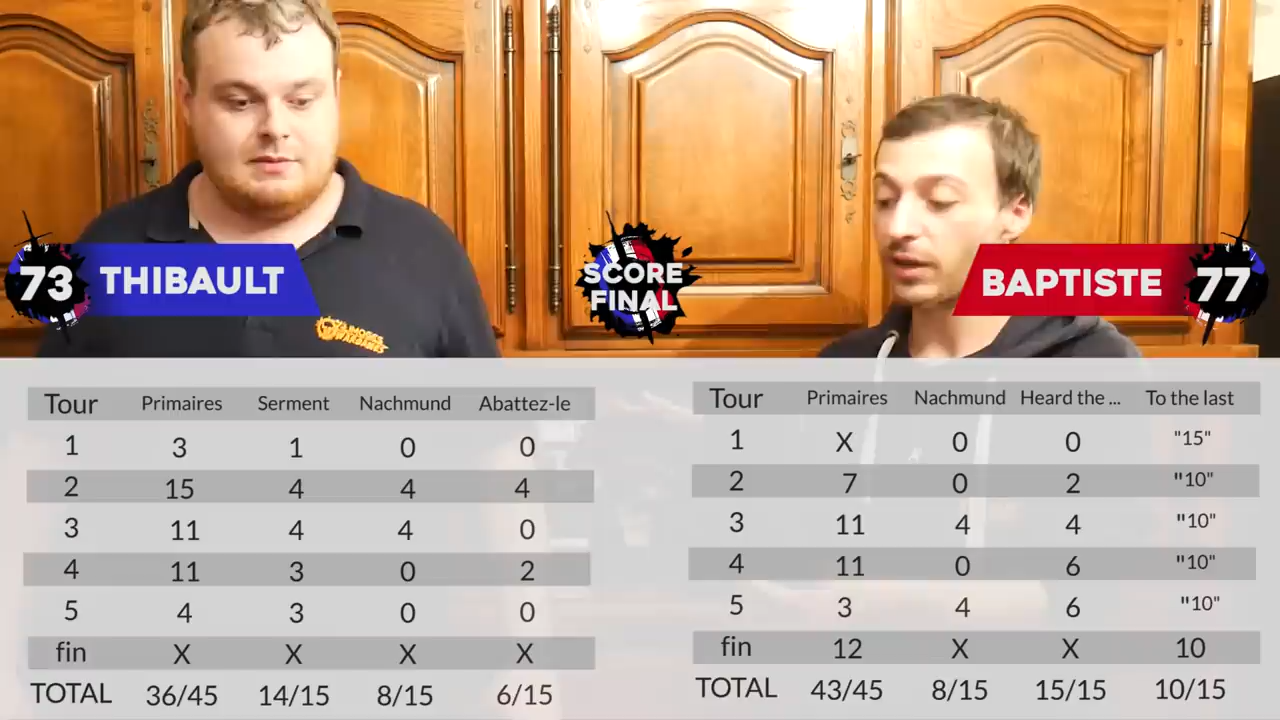 73 THIBAULT
SCORE
FINAL
BAPTISTE 77
Tour Primaires Serment Nachmund Abattez-le
1 3 1 0 0
2 15 4 4 4
3 11 4 4 0
4 11 3 0 2
5 4 3 0 0
fin X X X X
TOTAL 36/45 14/15 8/15 6/15
Tour Primaires Nachmund Heard the ... To the last
1 X 0 0 "15"
2 7 0 2 "10"
3 11 4 4 "10"
4 11 0 6 "10"
5 3 4 6 "10"
fin 12 X X 10
TOTAL 43/45 8/15 15/15 10/15